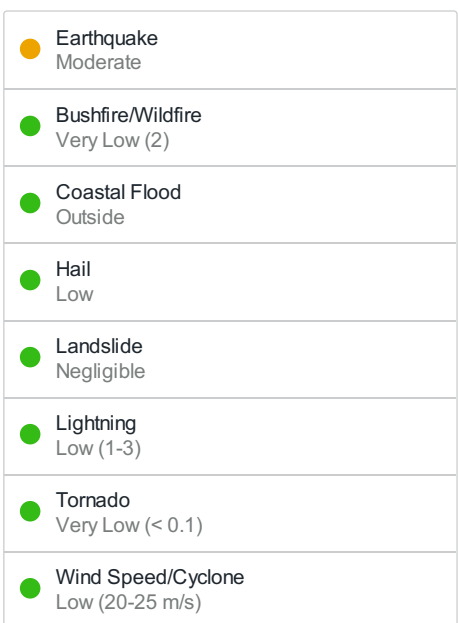 Earthquake
Moderate
Bushfire/Wildfire
Very Low (2)
Coastal Flood
Outside
Hail
Low
Landslide
Negligible
Lightning
Low (1-3)
Tornado
Very Low (< 0.1)
Wind Speed/Cyclone
Low (20-25 m/s)